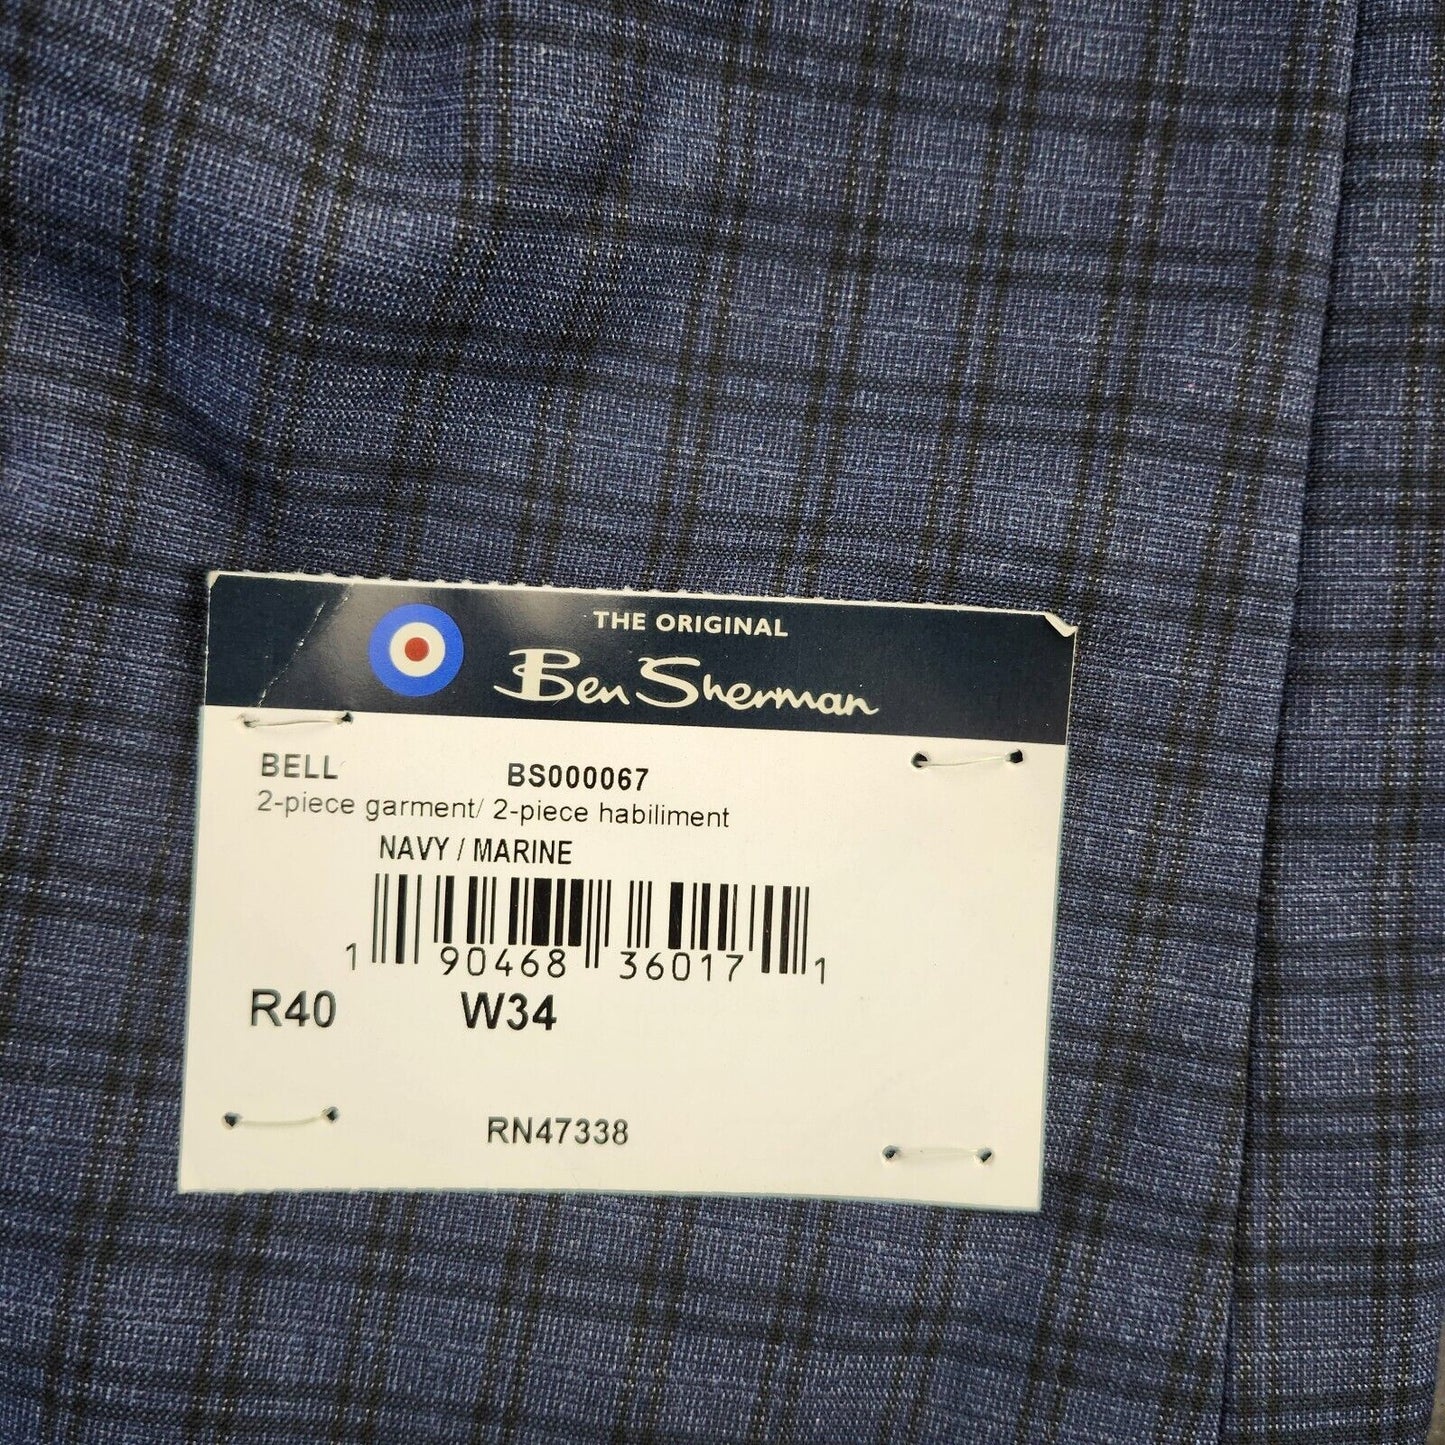 THE ORIGINAL
Ben Sherman
BELL BS000067
2-piece garment/ 2-piece habiliment
NAVY / MARINE
1 90468 36017 1
R40 W34
RN47338